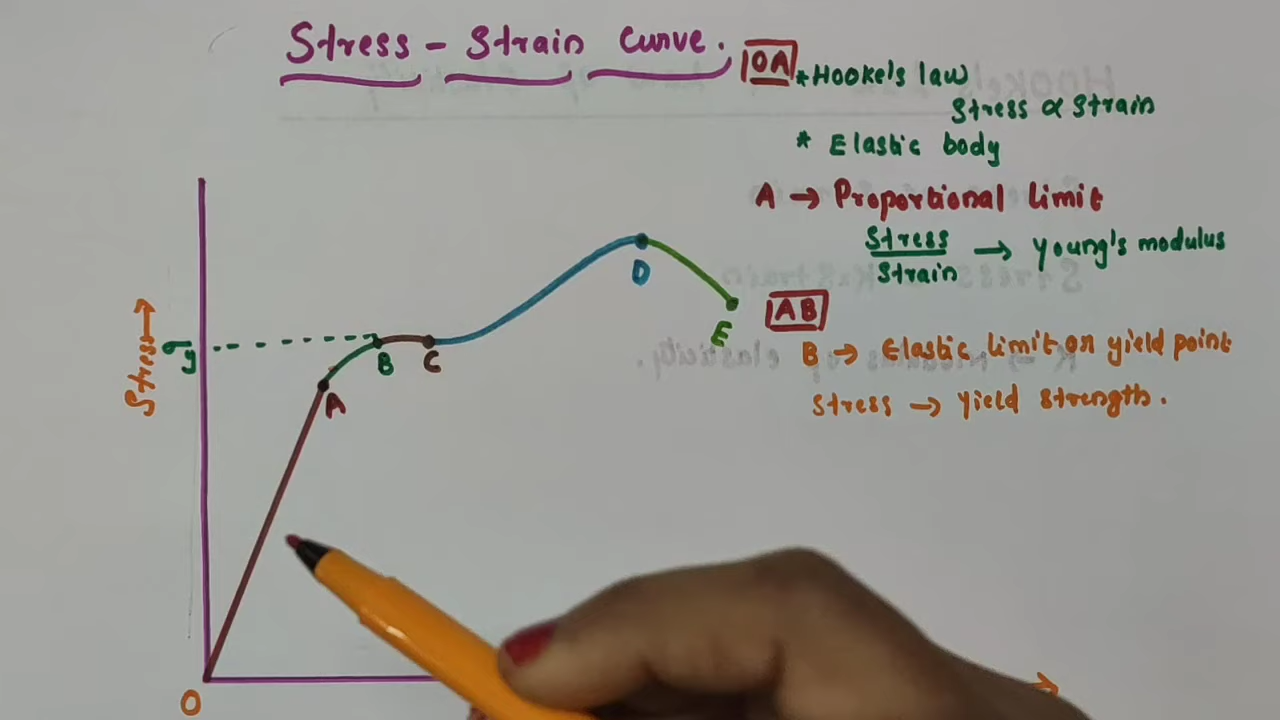 Stress - Strain Curve.
OA
* Hooke's law
Stress ∝ Strain
* Elastic body
A → Proportional limit
Stress
Strain
→ Young's modulus
AB
B → Elastic limit or yield point
Stress → Yield strength.
Stress →
σy
A
B
C
D
E
O